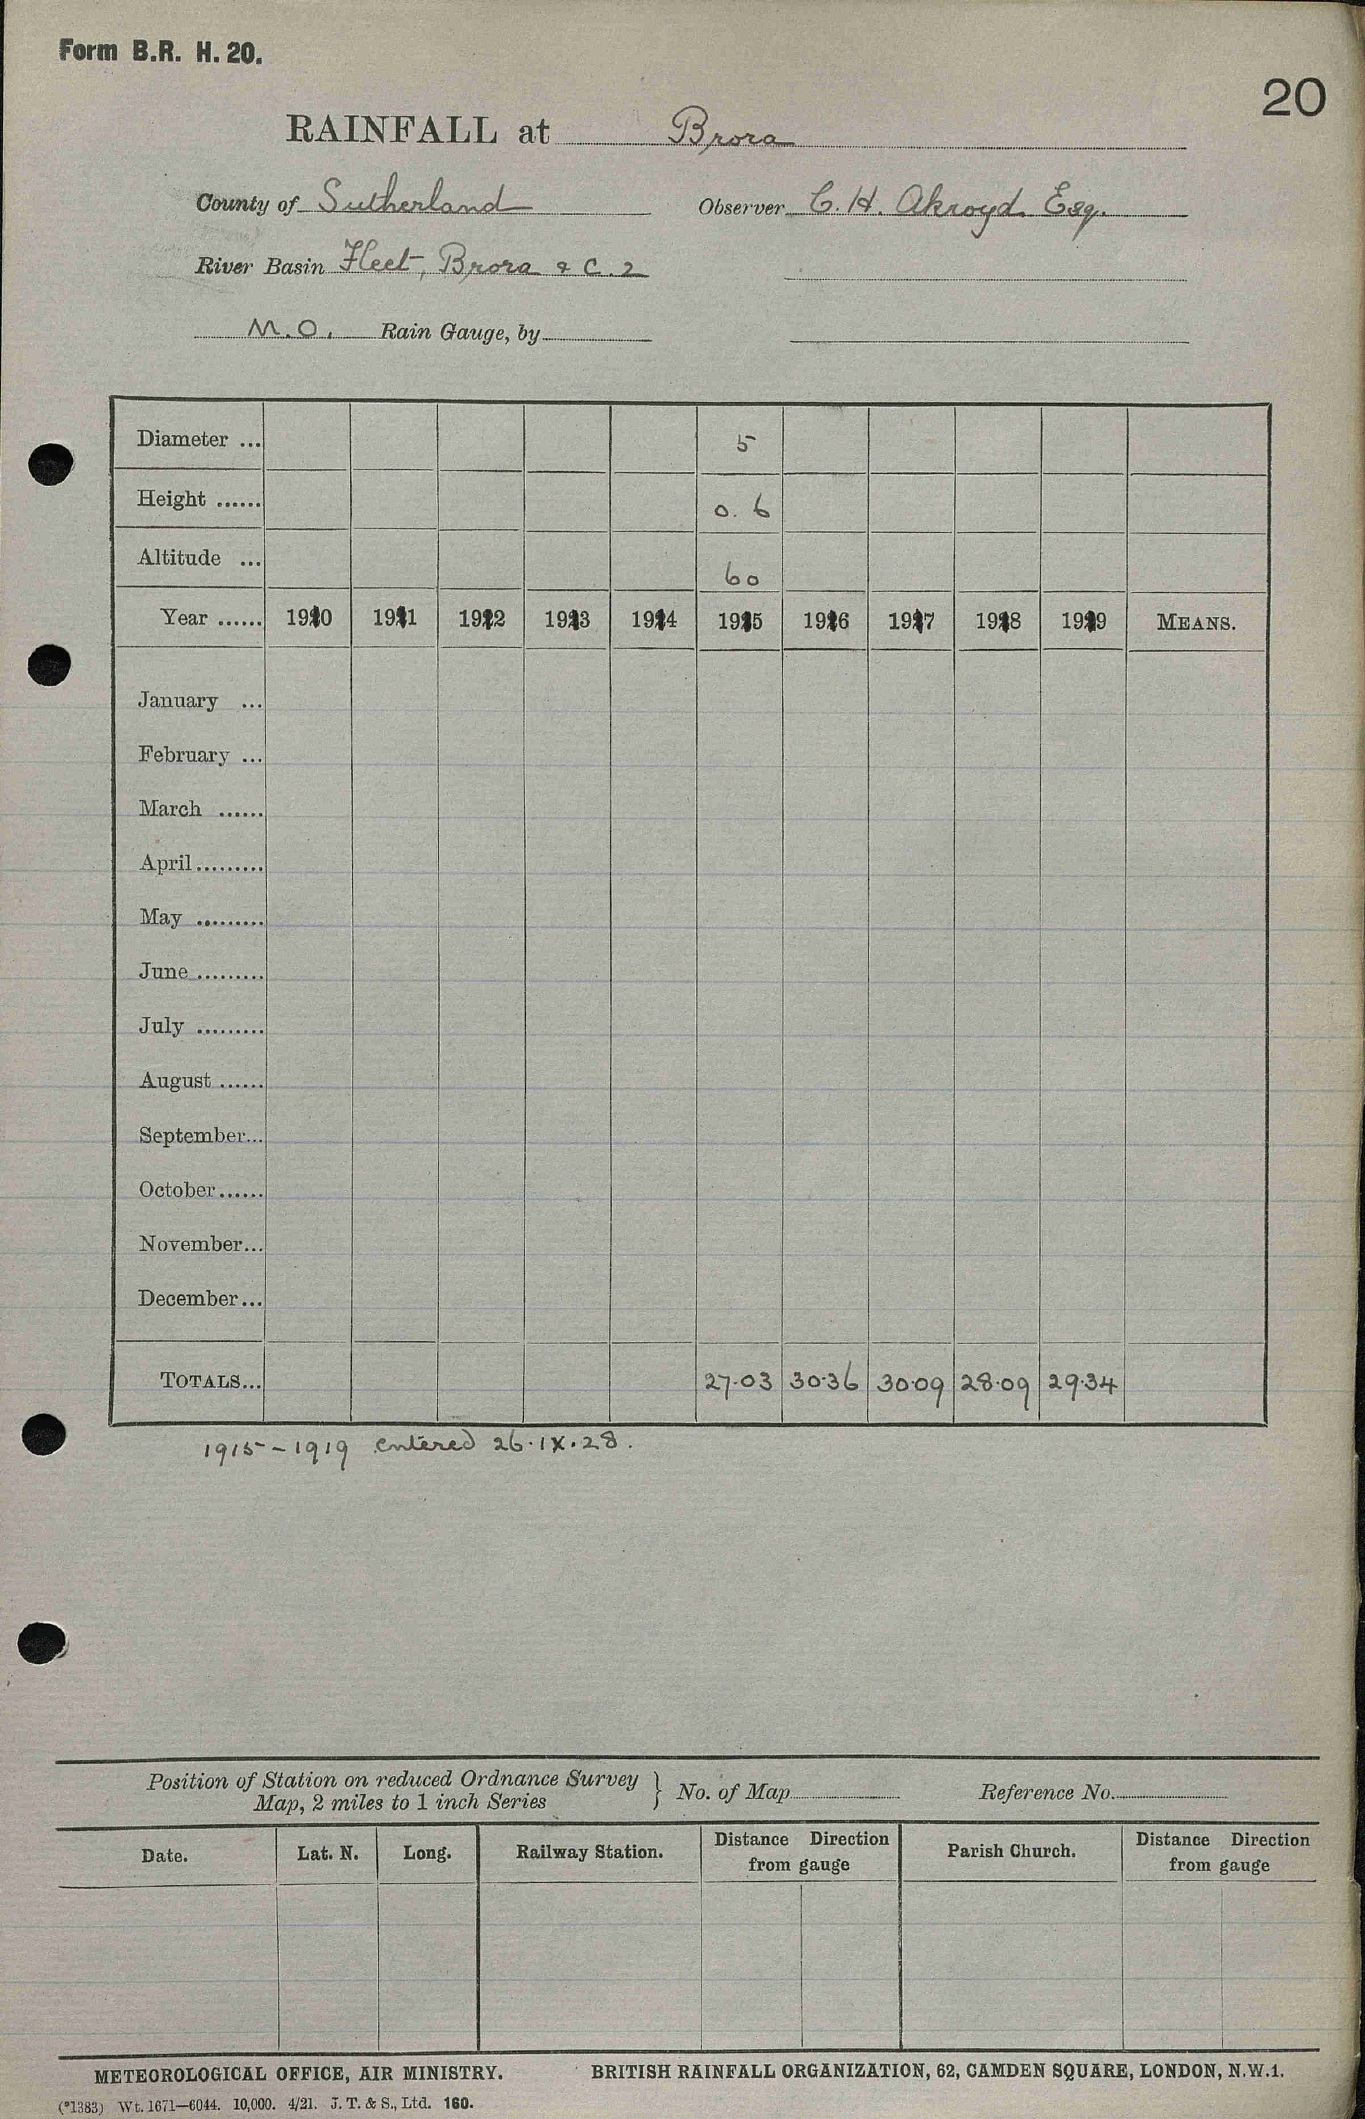 Form B.R. H. 20.
20
RAINFALL at Brora
County of Sutherland Observer C. H. Akroyd Esq.
River Basin Fleet, Brora & C. 2
M.O. Rain Gauge, by
Diameter ... 5
Height ...... 0. 6
Altitude ... 60
Year ...... 1910 1911 1912 1913 1914 1915 1916 1917 1918 1919 MEANS.
January ...
February ...
March ......
April.........
May .........
June .........
July .........
August ......
September...
October......
November...
December...
TOTALS... 27.03 30.36 30.09 28.09 29.34
1915-1919 entered 26.IX.28.
Position of Station on reduced Ordnance Survey
Map, 2 miles to 1 inch Series } No. of Map Reference No.
Date. Lat. N. Long. Railway Station. Distance Direction from gauge Parish Church. Distance Direction from gauge
METEOROLOGICAL OFFICE, AIR MINISTRY. BRITISH RAINFALL ORGANIZATION, 62, CAMDEN SQUARE, LONDON, N.W.1.
(*1383) Wt. 1671—6044. 10,000. 4/21. J. T. & S., Ltd. 160.